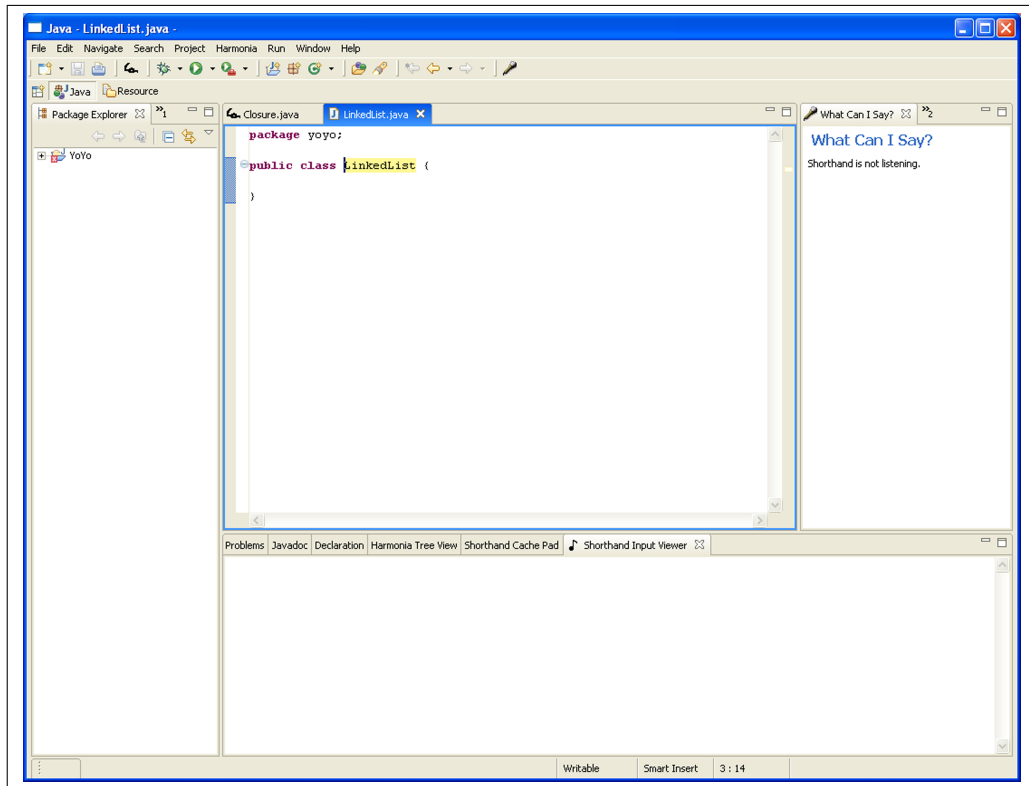 Java - LinkedList.java -
File Edit Navigate Search Project Harmonia Run Window Help
Java Resource
Package Explorer »1
YoYo
Closure.java LinkedList.java
package yoyo;
public class LinkedList {
}
What Can I Say? »2
What Can I Say?
Shorthand is not listening.
Problems Javadoc Declaration Harmonia Tree View Shorthand Cache Pad Shorthand Input Viewer
Writable Smart Insert 3 : 14